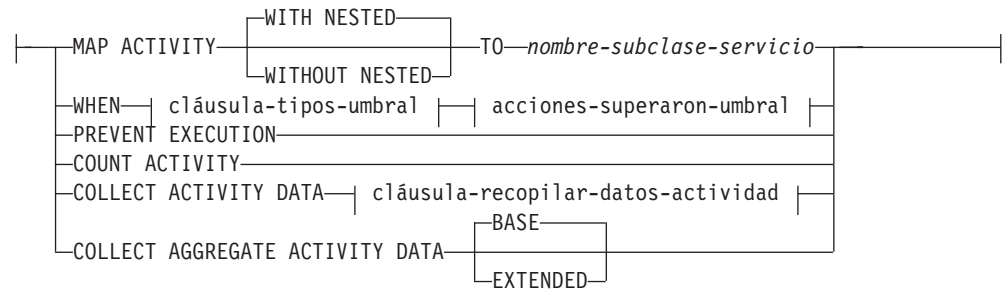 WITH NESTED
MAP ACTIVITY TO nombre-subclase-servicio
WITHOUT NESTED
WHEN cláusula-tipos-umbral acciones-superaron-umbral
PREVENT EXECUTION
COUNT ACTIVITY
COLLECT ACTIVITY DATA cláusula-recopilar-datos-actividad
BASE
COLLECT AGGREGATE ACTIVITY DATA
EXTENDED